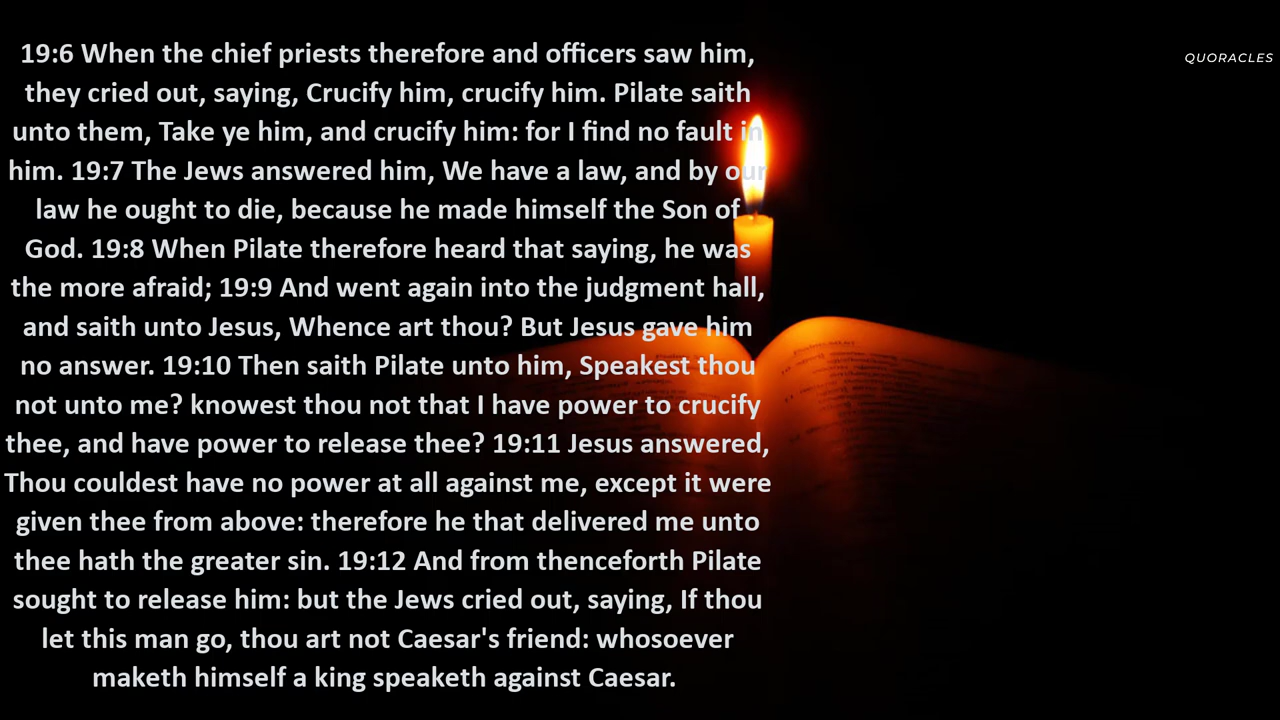 19:6 When the chief priests therefore and officers saw him,
they cried out, saying, Crucify him, crucify him. Pilate saith
unto them, Take ye him, and crucify him: for I find no fault in
him. 19:7 The Jews answered him, We have a law, and by our
law he ought to die, because he made himself the Son of
God. 19:8 When Pilate therefore heard that saying, he was
the more afraid; 19:9 And went again into the judgment hall,
and saith unto Jesus, Whence art thou? But Jesus gave him
no answer. 19:10 Then saith Pilate unto him, Speakest thou
not unto me? knowest thou not that I have power to crucify
thee, and have power to release thee? 19:11 Jesus answered,
Thou couldest have no power at all against me, except it were
given thee from above: therefore he that delivered me unto
thee hath the greater sin. 19:12 And from thenceforth Pilate
sought to release him: but the Jews cried out, saying, If thou
let this man go, thou art not Caesar's friend: whosoever
maketh himself a king speaketh against Caesar.
QUORACLES